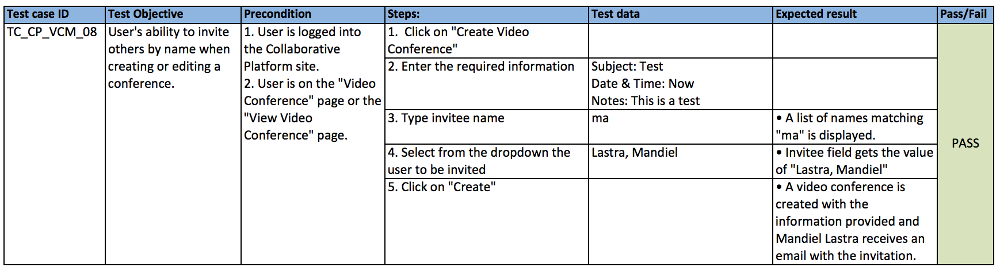 Test case ID
Test Objective
Precondition
Steps:
Test data
Expected result
Pass/Fail
TC_CP_VCM_08
User's ability to invite
others by name when
creating or editing a
conference.
1. User is logged into
the Collaborative
Platform site.
2. User is on the "Video
Conference" page or the
"View Video
Conference" page.
1.  Click on "Create Video
Conference"
2. Enter the required information
Subject: Test
Date & Time: Now
Notes: This is a test
3. Type invitee name
ma
• A list of names matching
"ma" is displayed.
4. Select from the dropdown the
user to be invited
Lastra, Mandiel
• Invitee field gets the value
of "Lastra, Mandiel"
5. Click on "Create"
• A video conference is
created with the
information provided and
Mandiel Lastra receives an
email with the invitation.
PASS